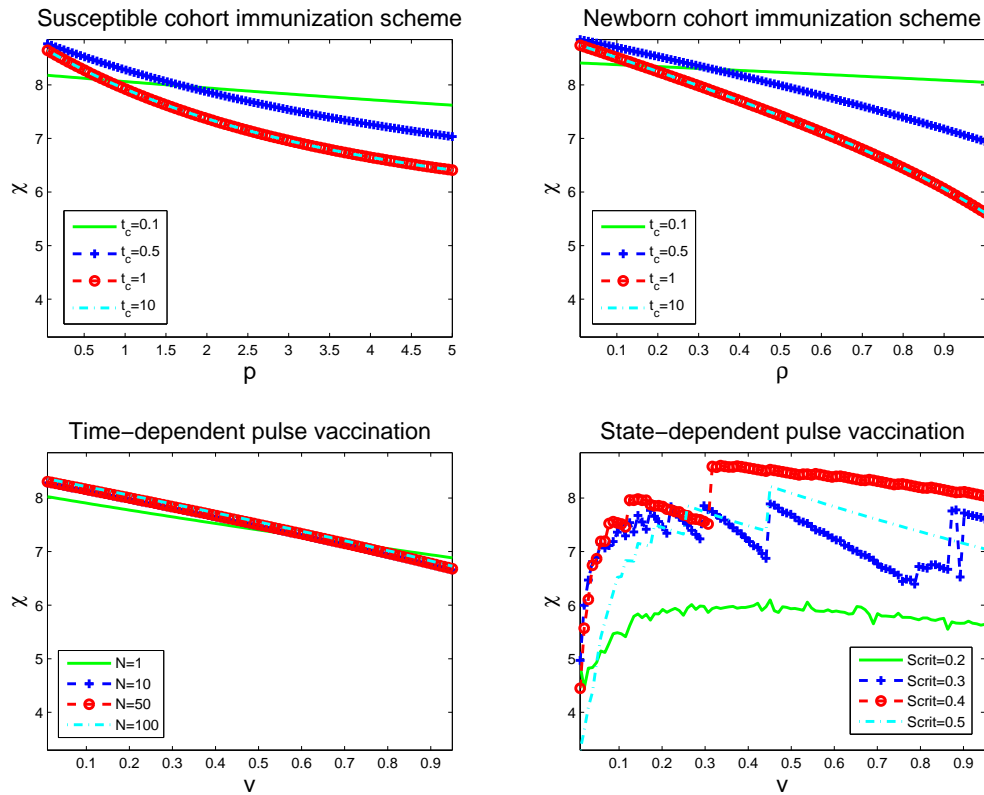 Susceptible cohort immunization scheme
χ
8
7
6
5
4
t_c=0.1
t_c=0.5
t_c=1
t_c=10
0.5 1 1.5 2 2.5 3 3.5 4 4.5 5
p
Newborn cohort immunization scheme
χ
8
7
6
5
4
t_c=0.1
t_c=0.5
t_c=1
t_c=10
0.1 0.2 0.3 0.4 0.5 0.6 0.7 0.8 0.9
ρ
Time−dependent pulse vaccination
χ
8
7
6
5
4
N=1
N=10
N=50
N=100
0.1 0.2 0.3 0.4 0.5 0.6 0.7 0.8 0.9
v
State−dependent pulse vaccination
χ
8
7
6
5
4
Scrit=0.2
Scrit=0.3
Scrit=0.4
Scrit=0.5
0.1 0.2 0.3 0.4 0.5 0.6 0.7 0.8 0.9
v